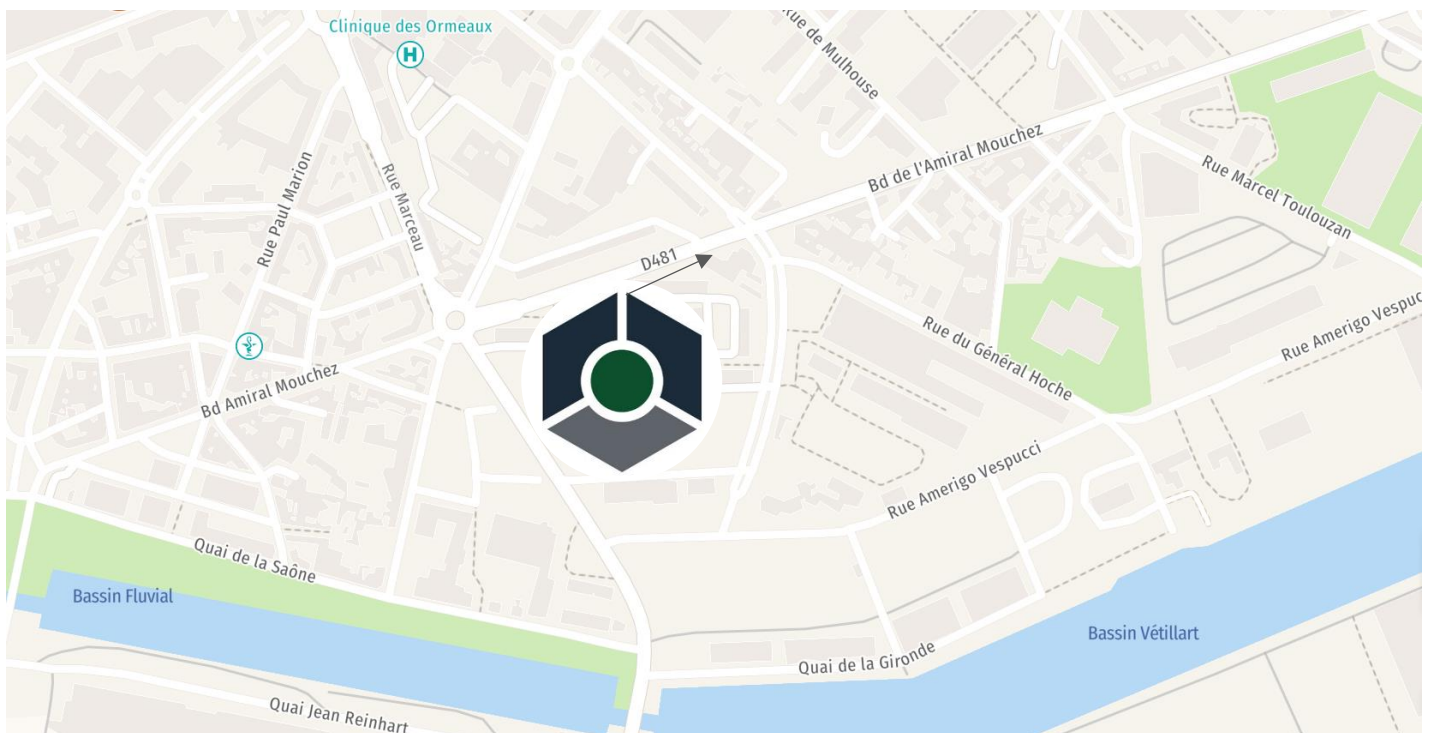 Clinique des Ormeaux
H
Rue de Mulhouse
Bd de l'Amiral Mouchez
Rue Paul Marion
Rue Marceau
Rue Marcel Toulouzan
D481
Rue Amerigo Vespucc
Rue du Général Hoche
Bd Amiral Mouchez
Rue Amerigo Vespucci
Quai de la Saône
Bassin Fluvial
Bassin Vétillart
Quai de la Gironde
Quai Jean Reinhart